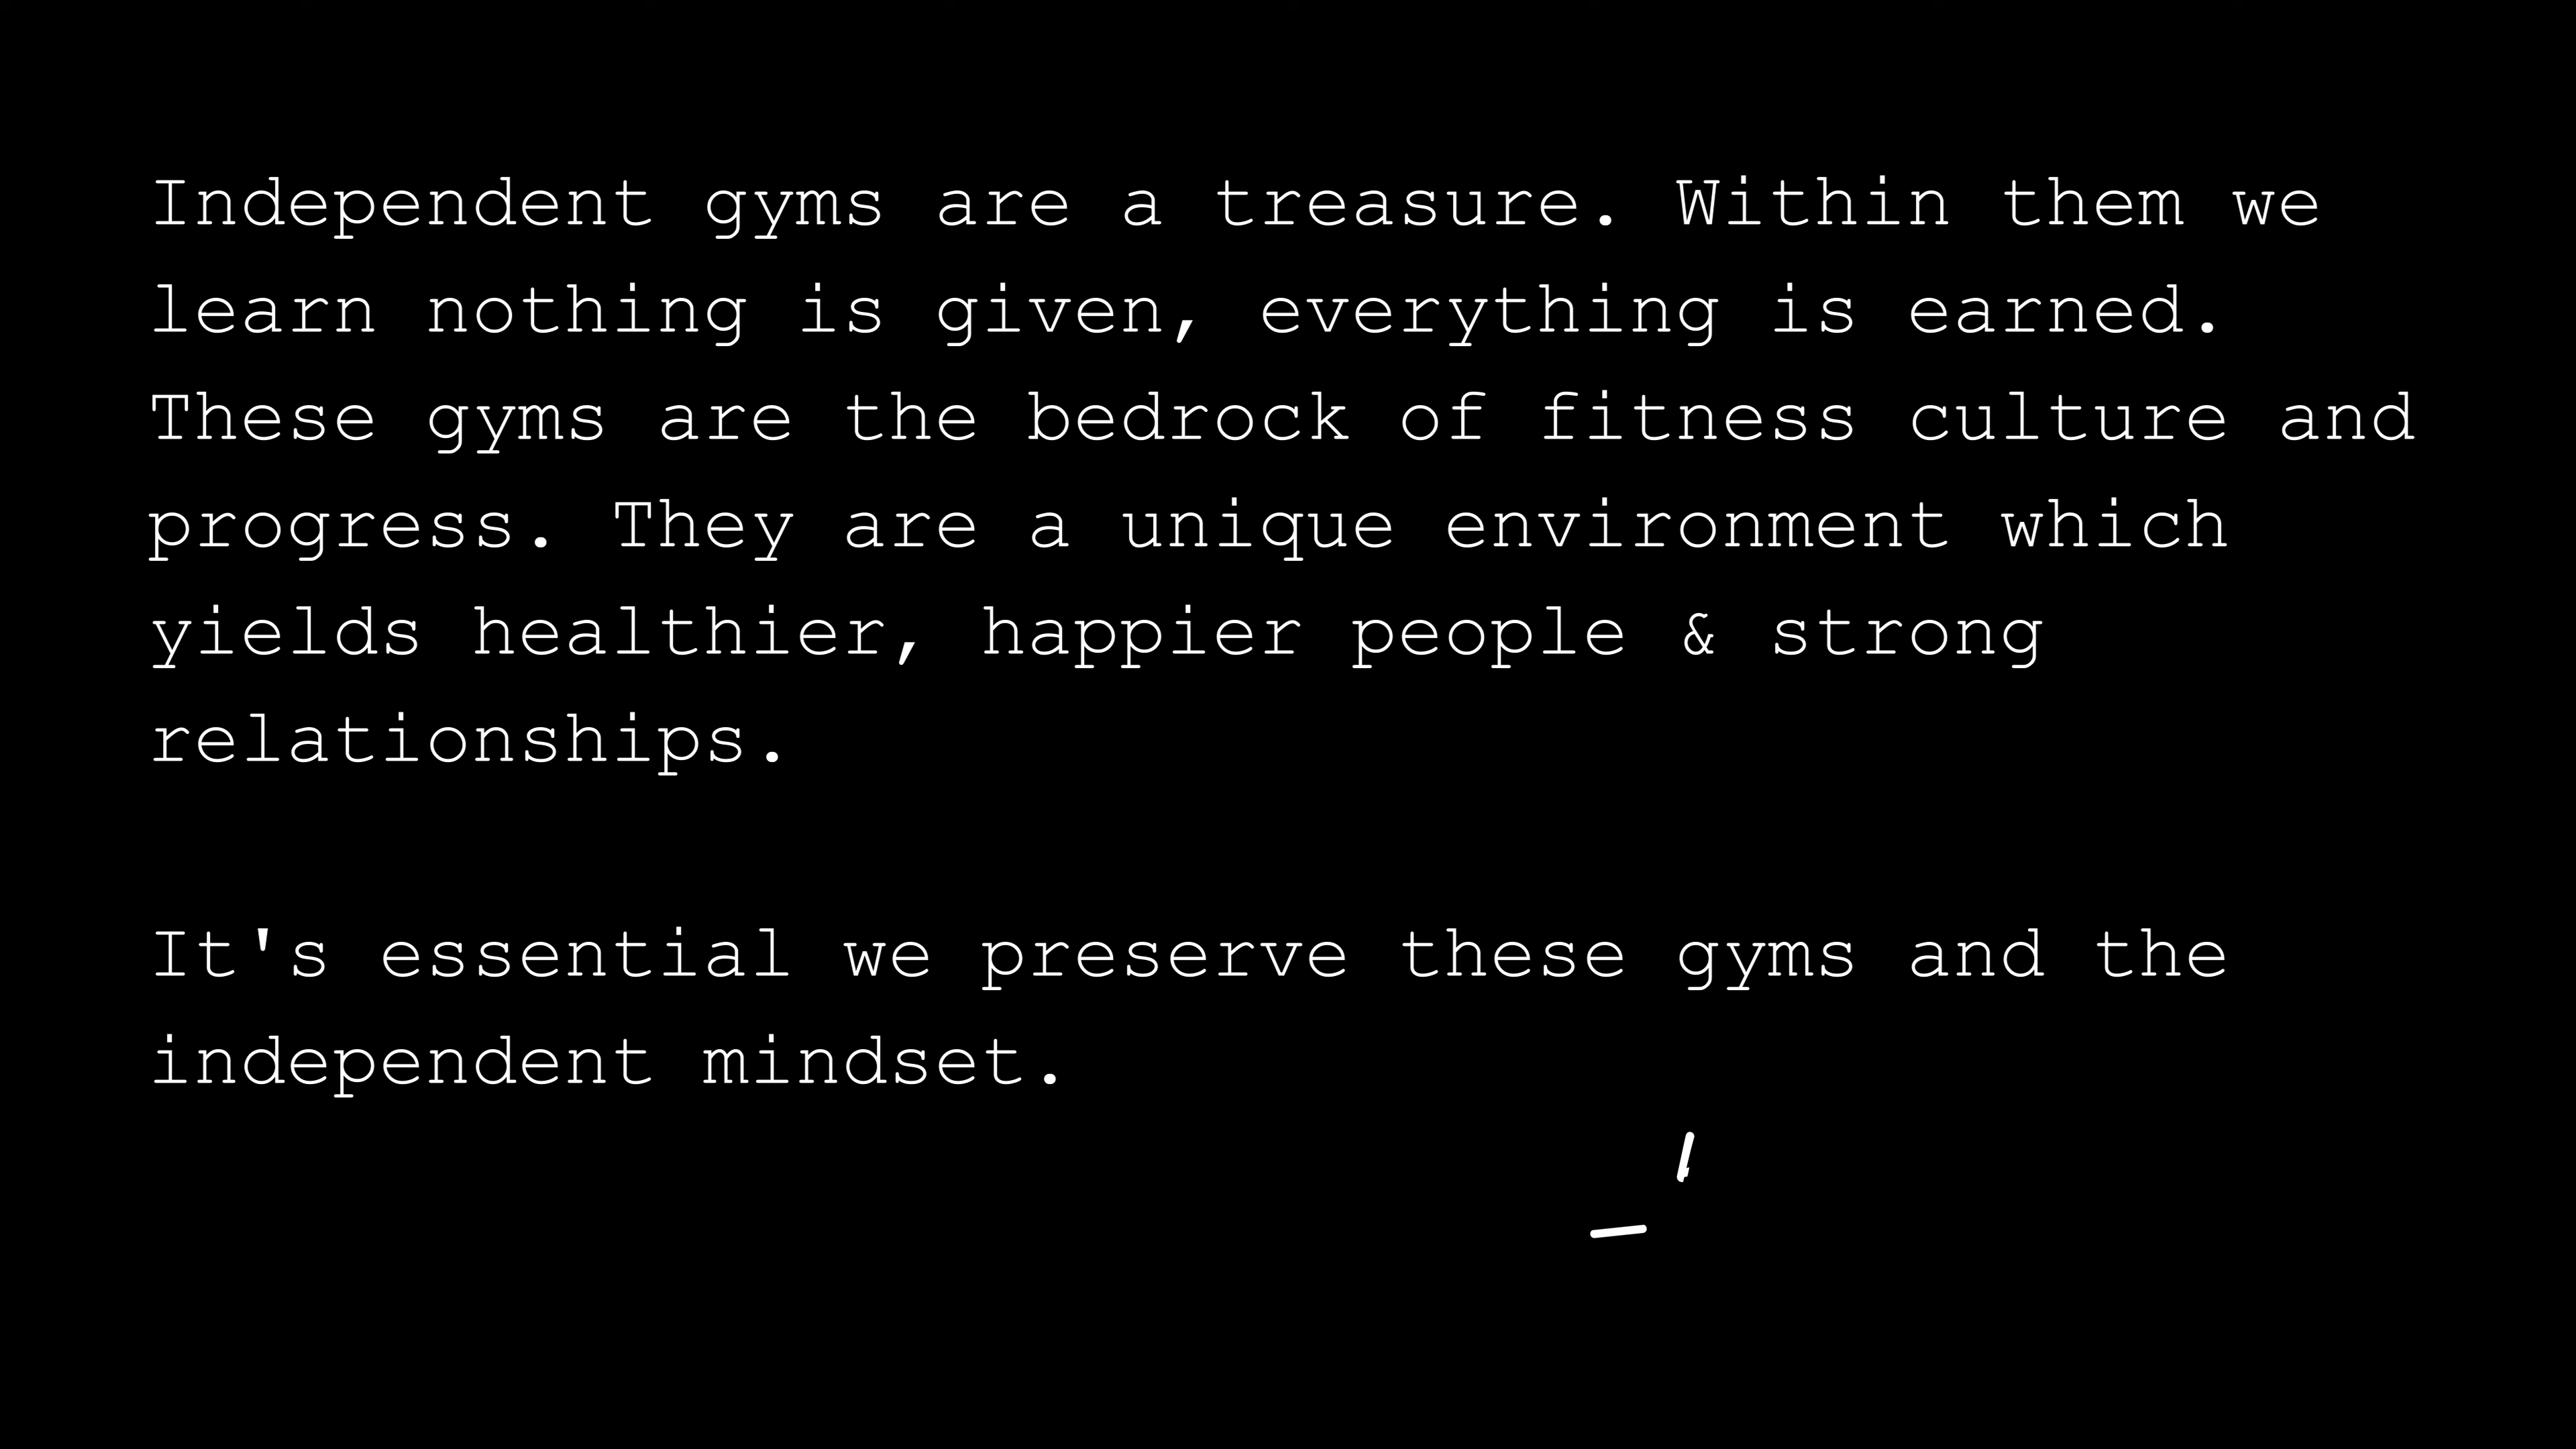 Independent gyms are a treasure. Within them we
learn nothing is given, everything is earned.
These gyms are the bedrock of fitness culture and
progress. They are a unique environment which
yields healthier, happier people & strong
relationships.
It's essential we preserve these gyms and the
independent mindset.